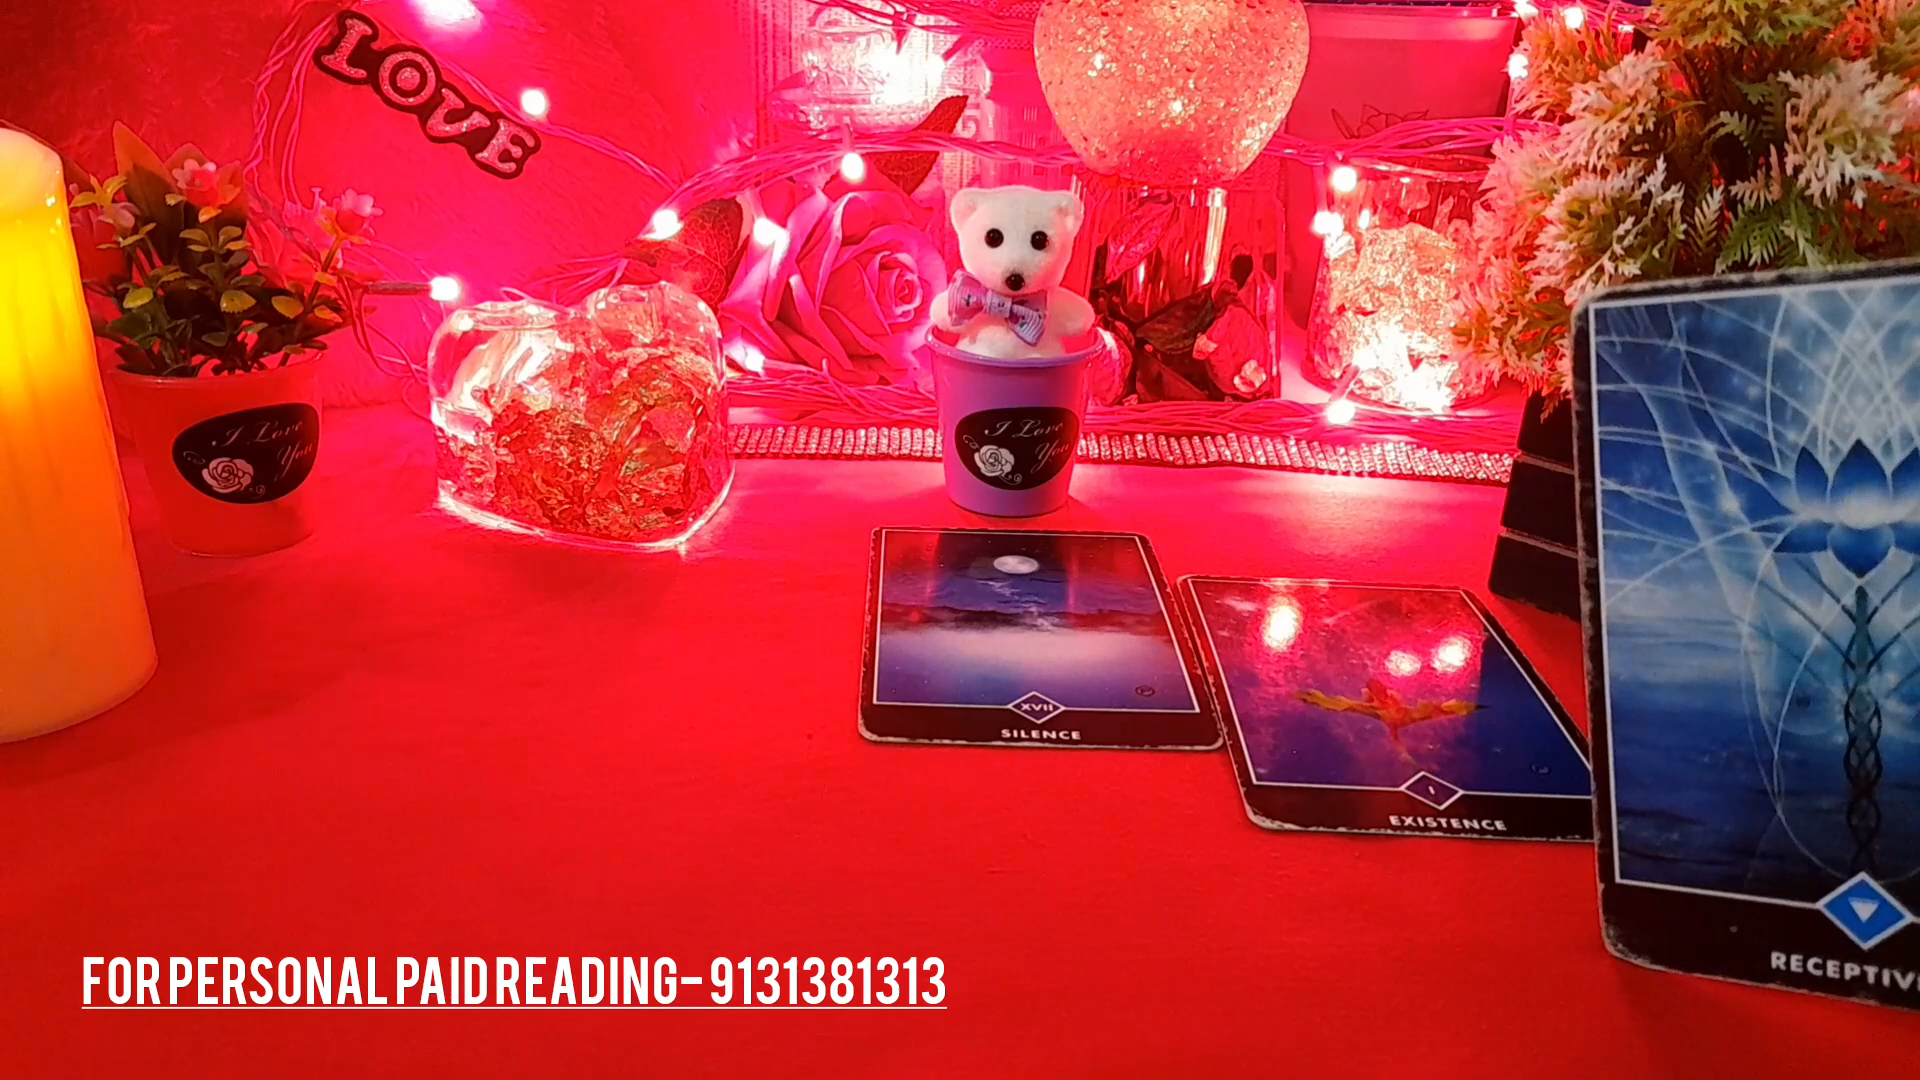 LOVE
I Love
You
I Love
You
XVII
SILENCE
I
EXISTENCE
RECEPTIV
FOR PERSONAL PAID READING- 9131381313